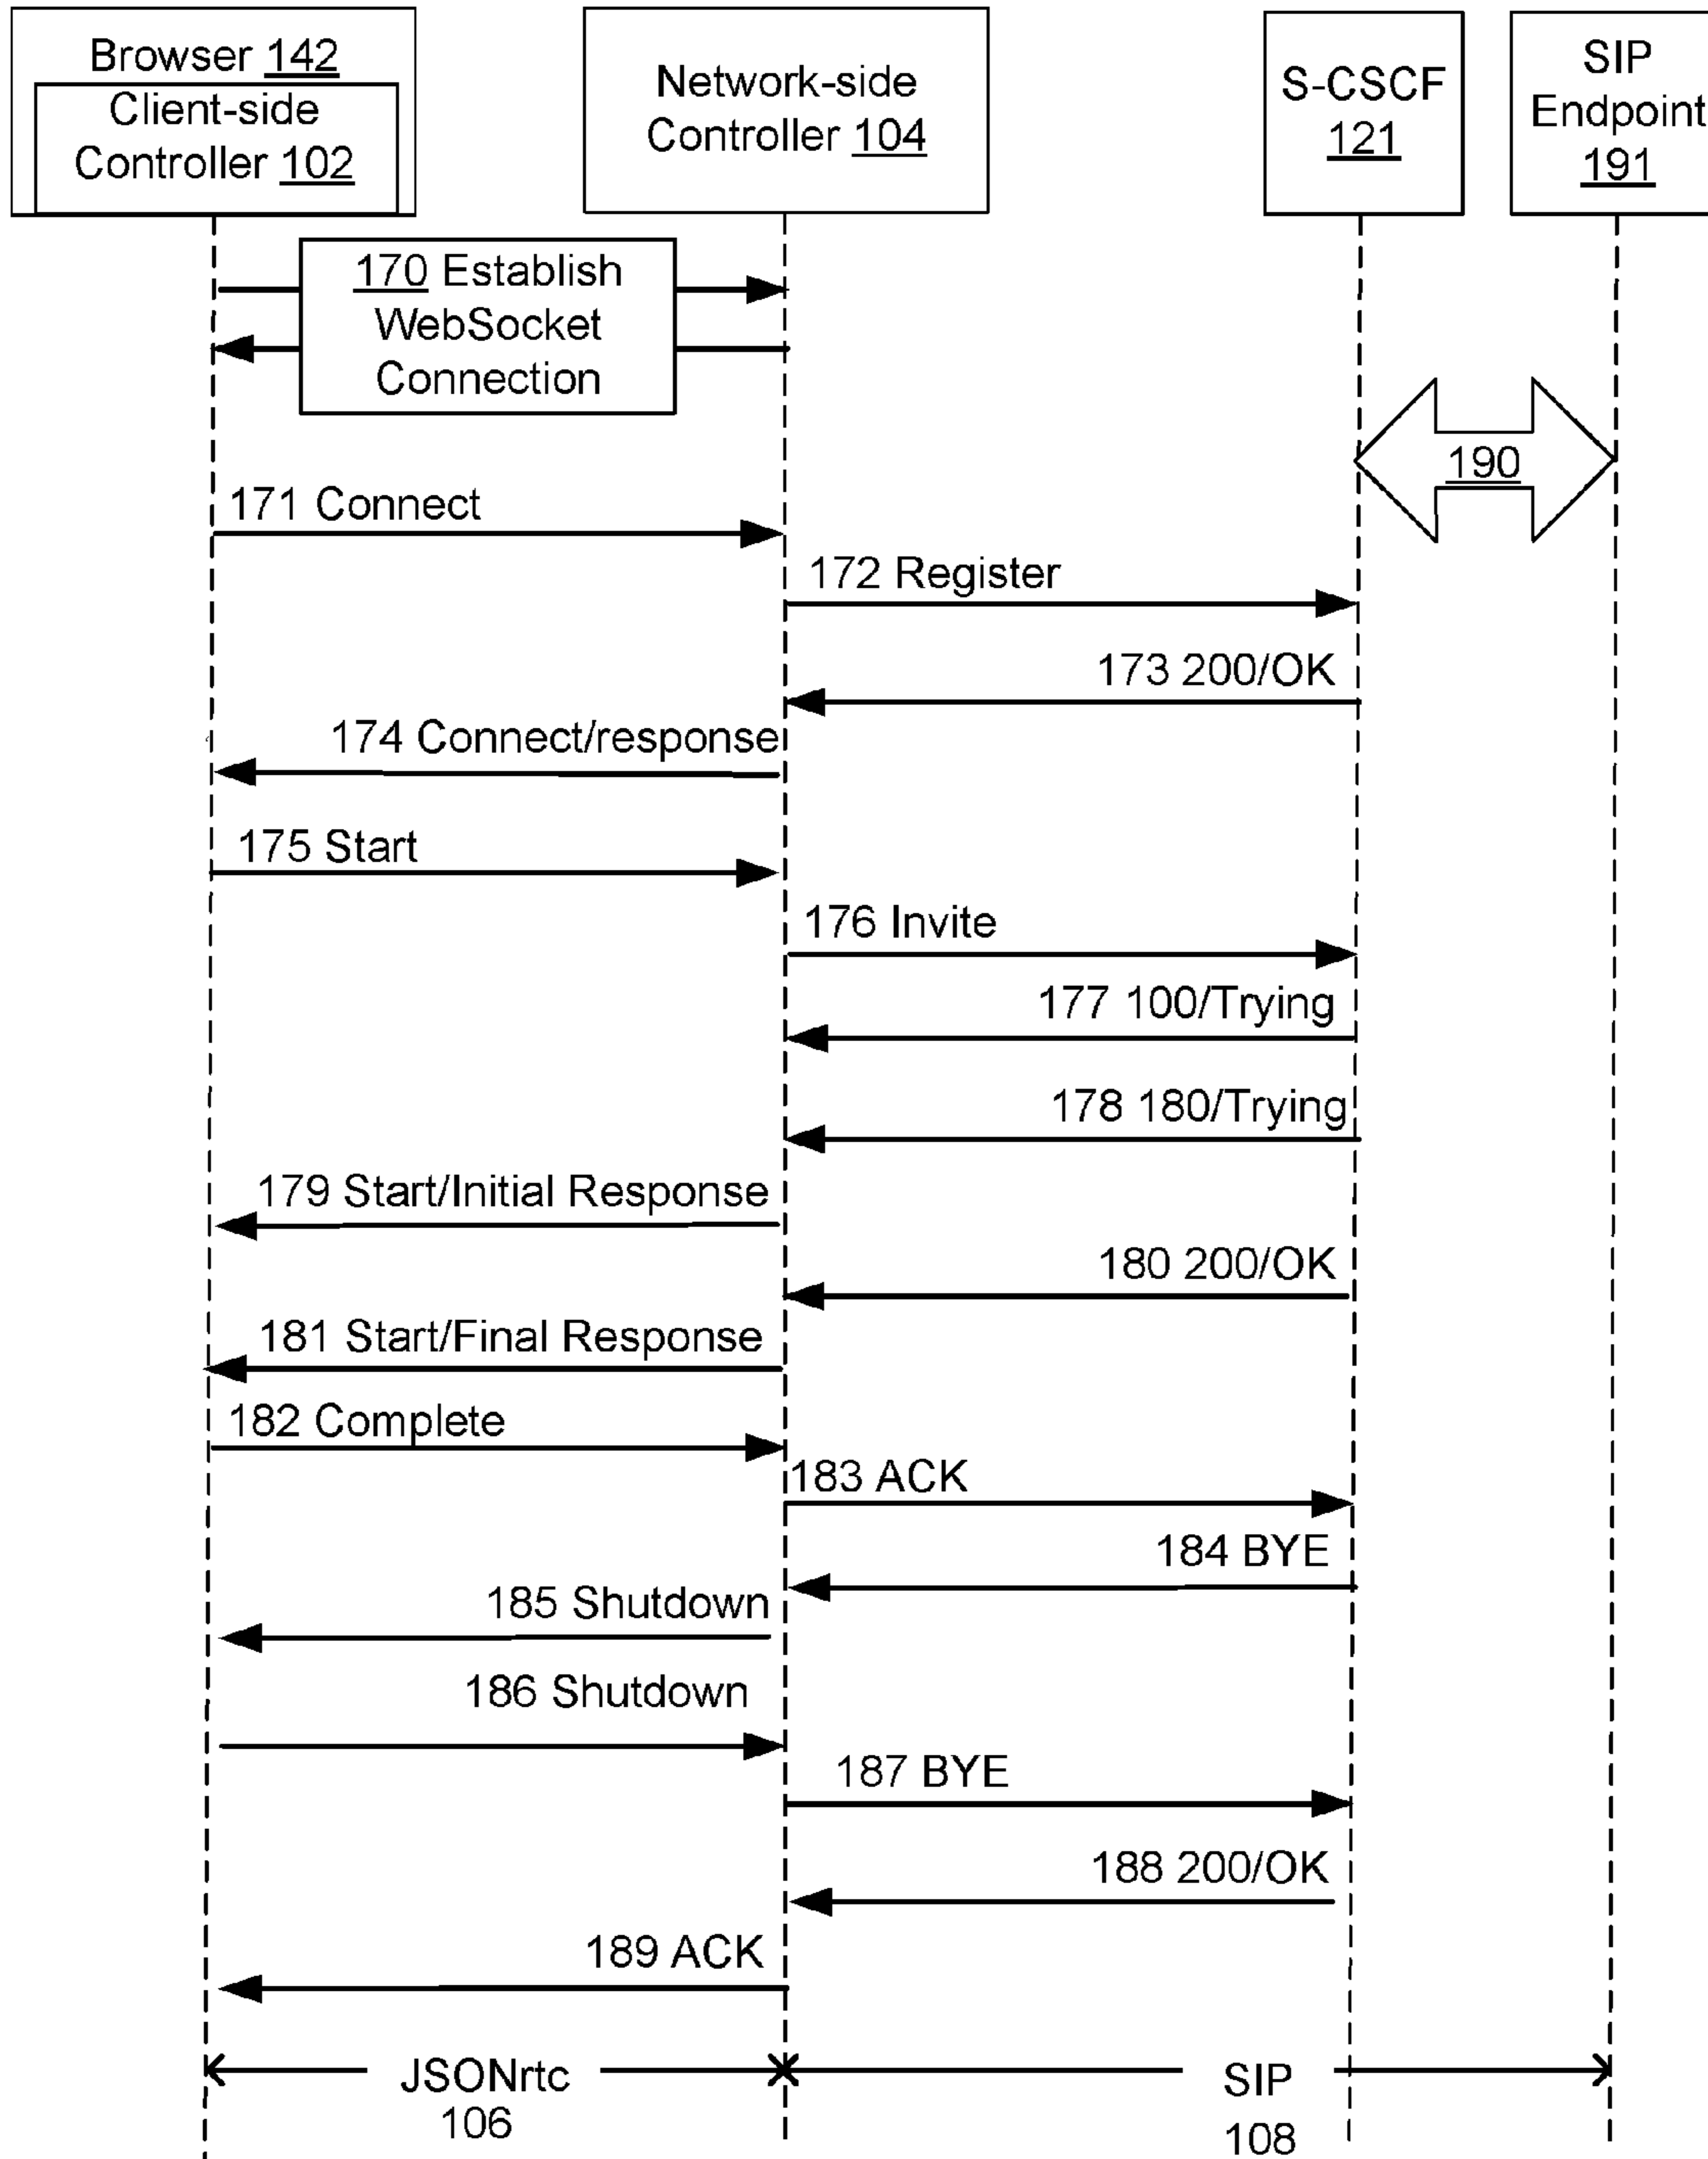 Browser 142
Client-side
Controller 102
Network-side
Controller 104
S-CSCF
121
SIP
Endpoint
191
170 Establish
WebSocket
Connection
190
171 Connect
172 Register
173 200/OK
174 Connect/response
175 Start
176 Invite
177 100/Trying
178 180/Trying
179 Start/Initial Response
180 200/OK
181 Start/Final Response
182 Complete
183 ACK
184 BYE
185 Shutdown
186 Shutdown
187 BYE
188 200/OK
189 ACK
JSONrtc
106
SIP
108